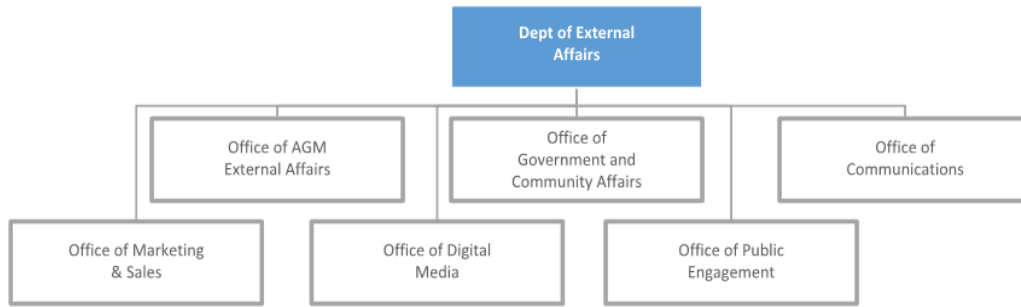 Dept of External
Affairs
Office of AGM
External Affairs
Office of
Government and
Community Affairs
Office of
Communications
Office of Marketing
& Sales
Office of Digital
Media
Office of Public
Engagement